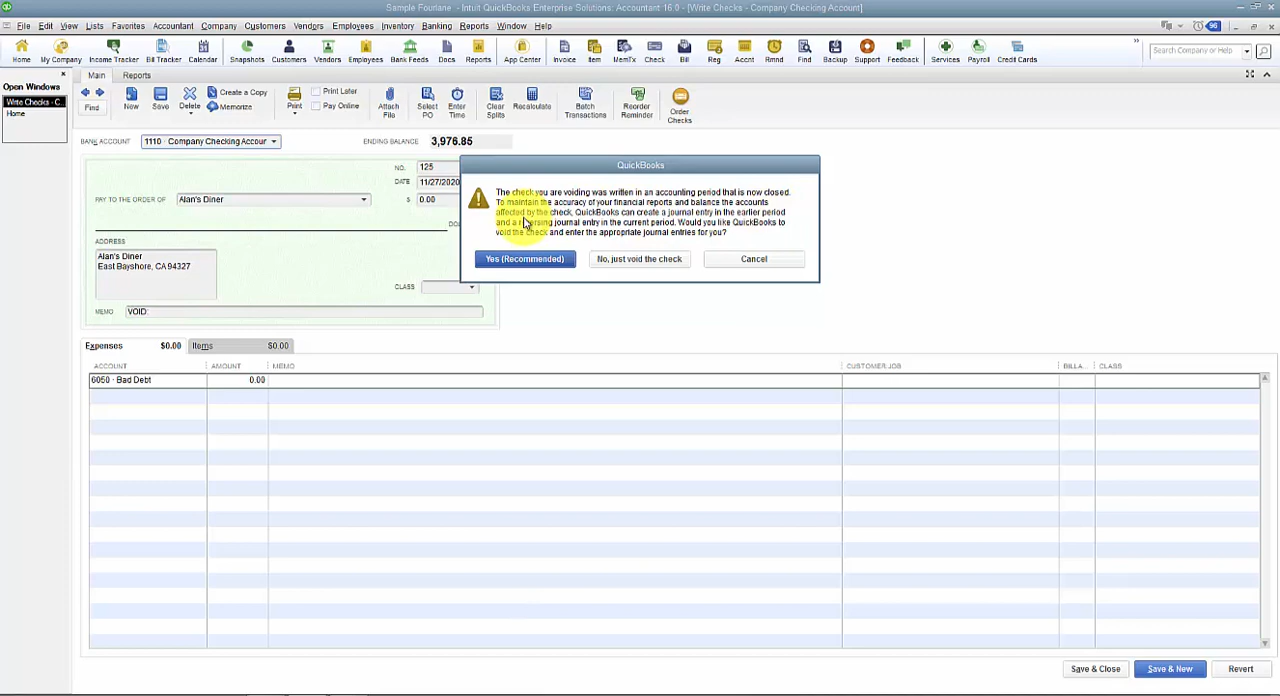 Sample Fourlane - Intuit QuickBooks Enterprise Solutions: Accountant 16.0 - [Write Checks - Company Checking Account]
File Edit View Lists Favorites Accountant Company Customers Vendors Employees Inventory Banking Reports Window Help
96
Home My Company Income Tracker Bill Tracker Calendar Snapshots Customers Vendors Employees Bank Feeds Docs Reports App Center Invoice Item MemTx Check Bill Reg Accnt Rmnd Find Backup Support Feedback Services Payroll Credit Cards
Search Company or Help
Open Windows
Write Checks - C...
Home
Main Reports
Find New Save Delete Create a Copy Memorize Print Print Later Pay Online Attach File Select PO Enter Time Clear Splits Recalculate Batch Transactions Reorder Reminder Order Checks
BANK ACCOUNT 1110 · Company Checking Accour ENDING BALANCE 3,976.85
NO. 125
DATE 11/27/2020
PAY TO THE ORDER OF Alan's Diner $ 0.00
ADDRESS
Alan's Diner
East Bayshore, CA 94327
CLASS
MEMO VOID:
QuickBooks
The check you are voiding was written in an accounting period that is now closed.
To maintain the accuracy of your financial reports and balance the accounts
affected by the check, QuickBooks can create a journal entry in the earlier period
and a reversing journal entry in the current period. Would you like QuickBooks to
void the check and enter the appropriate journal entries for you?
Yes (Recommended) No, just void the check Cancel
Expenses $0.00 Items $0.00
ACCOUNT AMOUNT MEMO CUSTOMER:JOB BILLA... CLASS
6050 · Bad Debt 0.00
Save & Close Save & New Revert